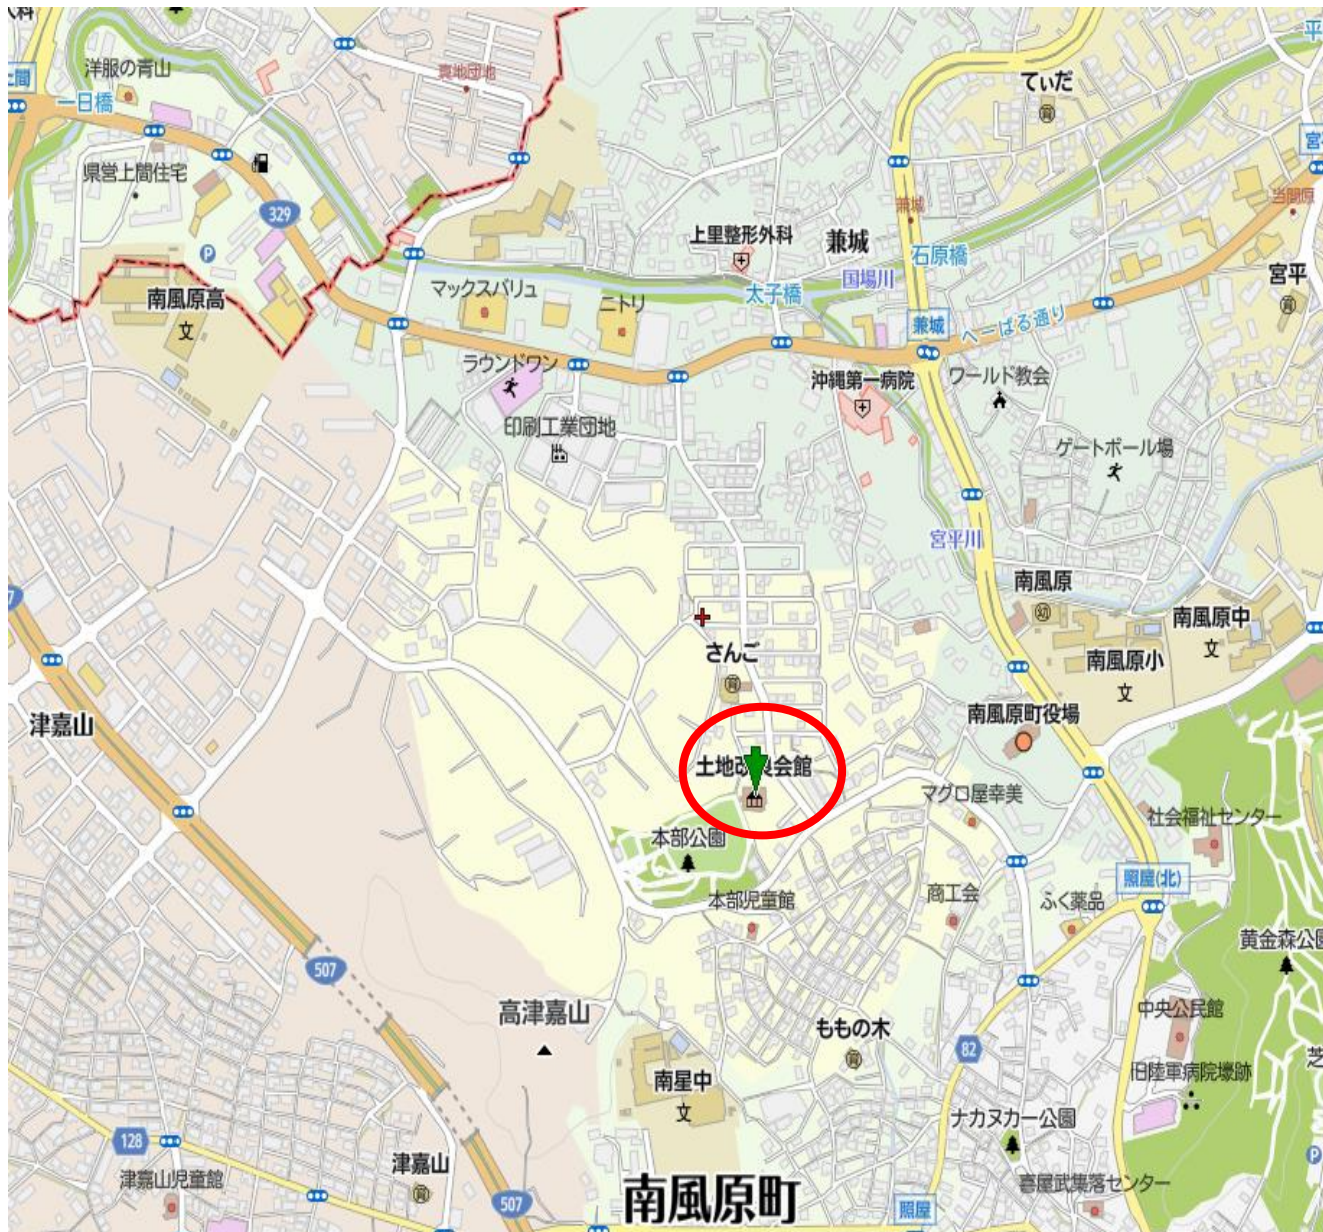 洋服の青山
一日橋
真地団地
てぃだ
県営上間住宅
329
当間原
兼城
上里整形外科
兼城
石原橋
国場川
太子橋
宮平
南風原高
マックスバリュ
ニトリ
兼城
へーばる通り
ラウンドワン
沖縄第一病院
ワールド教会
印刷工業団地
ゲートボール場
宮平川
南風原
南風原中
さんご
南風原小
津嘉山
南風原町役場
土地改良会館
マグロ屋幸美
社会福祉センター
本部公園
照屋(北)
本部児童館
商工会
ふく薬品
黄金森公園
507
高津嘉山
中央公民館
ももの木
82
南星中
旧陸軍病院壕跡
ナカヌカー公園
128
津嘉山
津嘉山児童館
喜屋武集落センター
507
南風原町
照屋